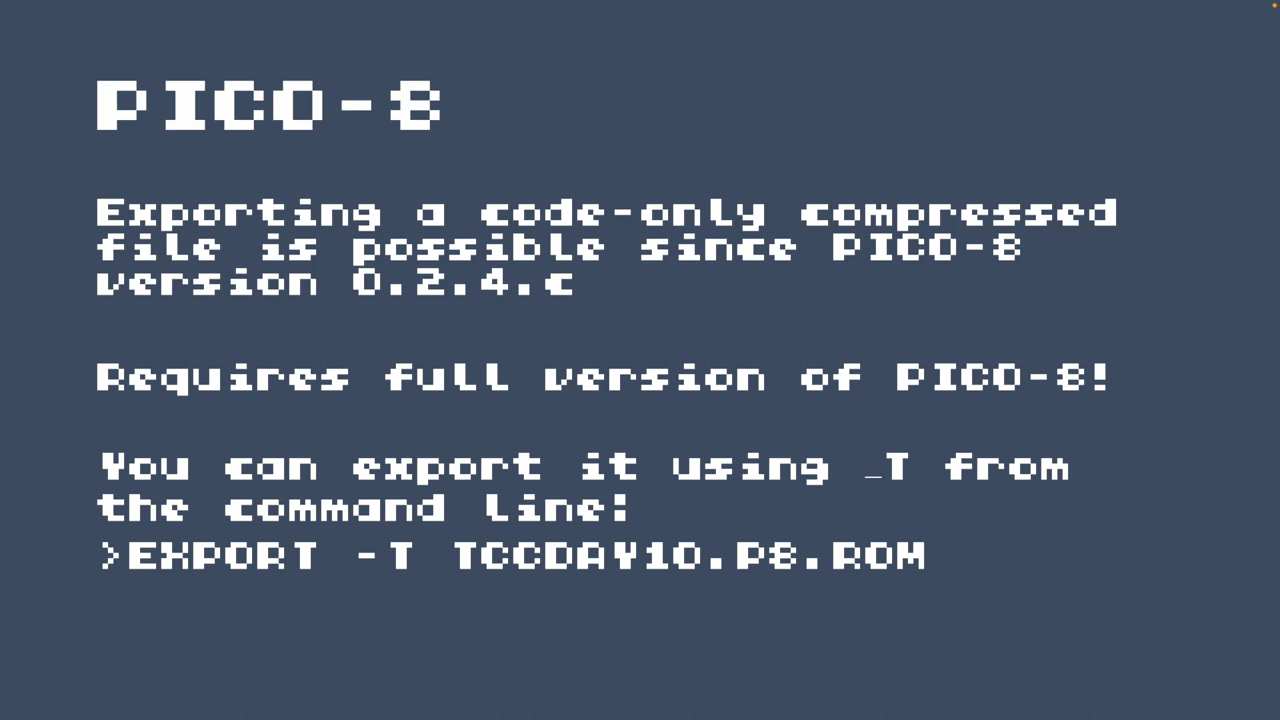 PICO-8
Exporting a code-only compressed
file is possible since PICO-8
version 0.2.4.c
Requires full version of PICO-8!
You can export it using _T from
the command line:
>EXPORT -T TCCDAY10.P8.ROM